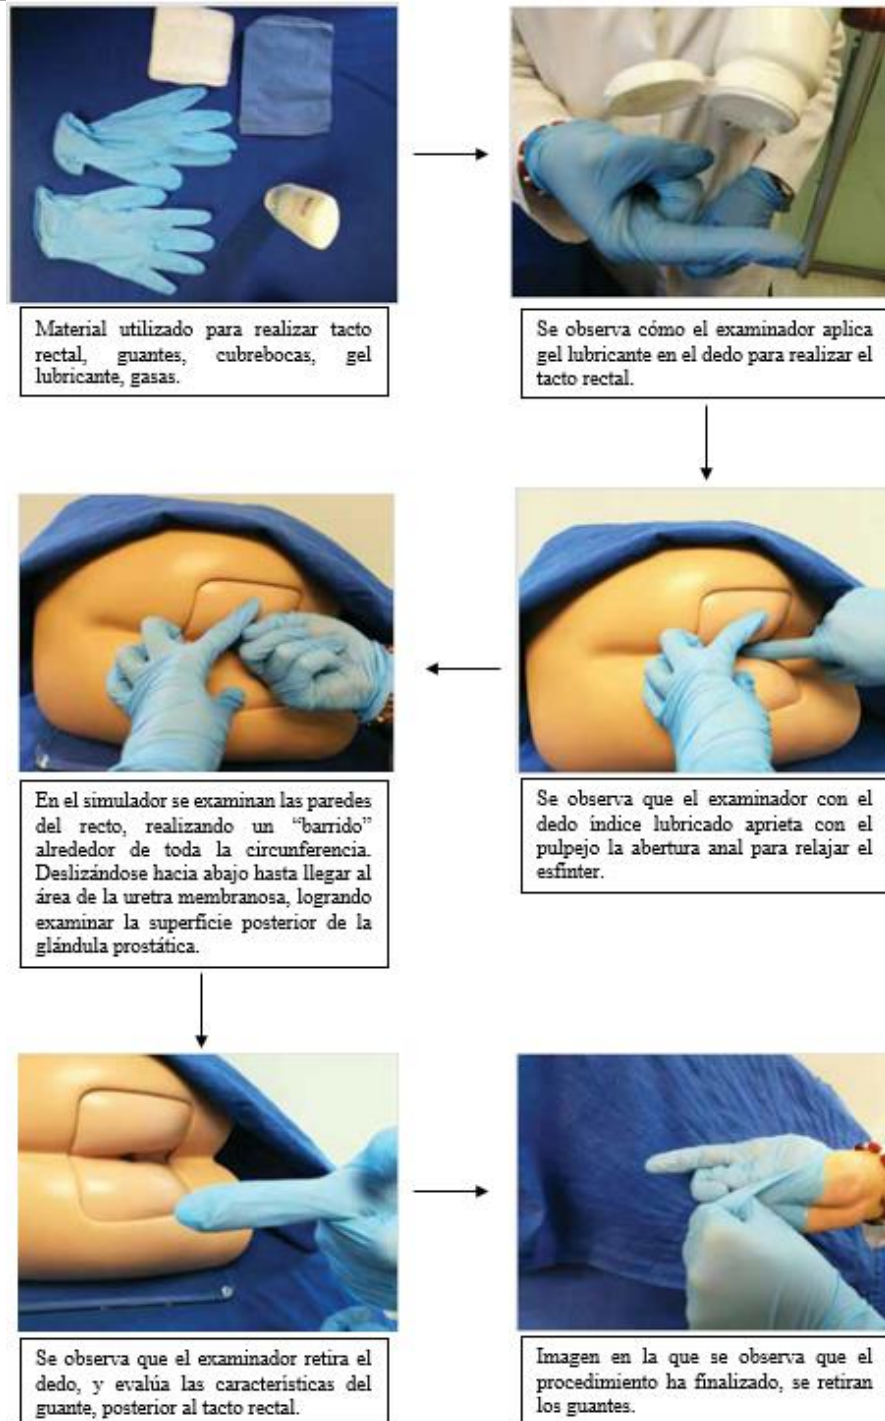 Material utilizado para realizar tacto
rectal, guantes, cubrebocas, gel
lubricante, gasas.
Se observa cómo el examinador aplica
gel lubricante en el dedo para realizar el
tacto rectal.
Se observa que el examinador con el
dedo índice lubricado aprieta con el
pulpejo la abertura anal para relajar el
esfínter.
En el simulador se examinan las paredes
del recto, realizando un “barrido”
alrededor de toda la circunferencia.
Deslizándose hacia abajo hasta llegar al
área de la uretra membranosa, logrando
examinar la superficie posterior de la
glándula prostática.
Se observa que el examinador retira el
dedo, y evalúa las características del
guante, posterior al tacto rectal.
Imagen en la que se observa que el
procedimiento ha finalizado, se retiran
los guantes.